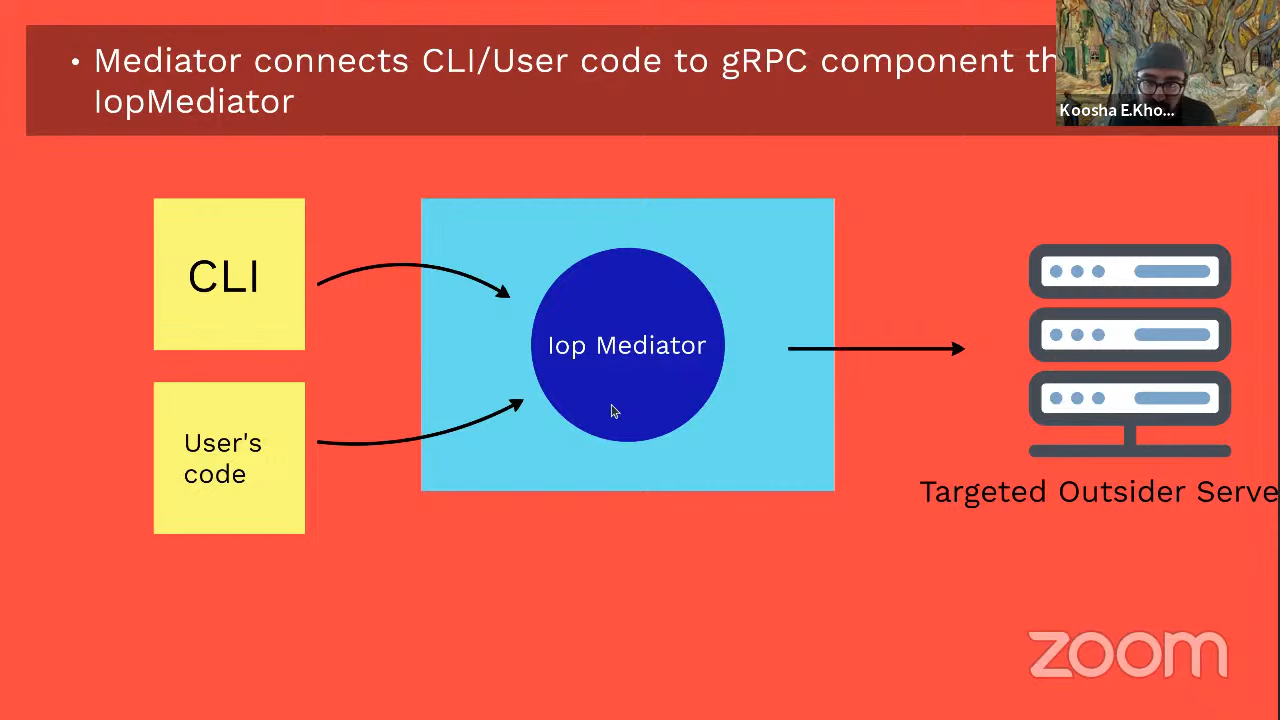 • Mediator connects CLI/User code to gRPC component
IopMediator
Koosha E.Kho...
CLI
Iop Mediator
User's
code
Targeted Outsider Serve
zoom